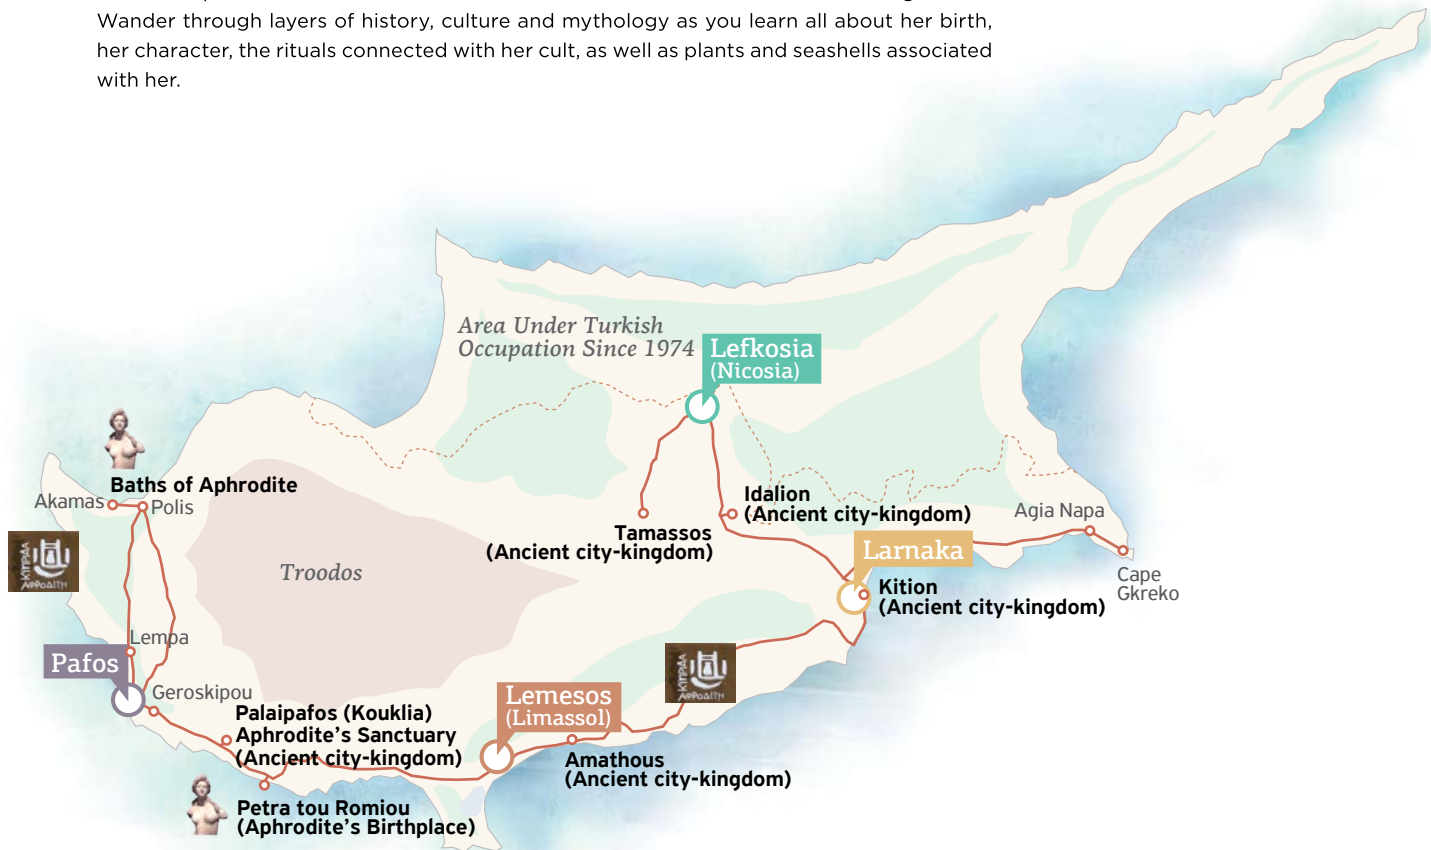 Wander through layers of history, culture and mythology as you learn all about her birth,
her character, the rituals connected with her cult, as well as plants and seashells associated
with her.
Area Under Turkish
Occupation Since 1974
Lefkosia
(Nicosia)
Baths of Aphrodite
Akamas
Polis
Idalion
(Ancient city-kingdom)
Agia Napa
Tamassos
(Ancient city-kingdom)
Larnaka
ΚΥΠΡΙΔΑ
ΑΦΡΟΔΙΤΗ
Troodos
Cape
Gkreko
Kition
(Ancient city-kingdom)
Lempa
Pafos
ΚΥΠΡΙΔΑ
ΑΦΡΟΔΙΤΗ
Geroskipou
Lemesos
(Limassol)
Palaipafos (Kouklia)
Aphrodite's Sanctuary
(Ancient city-kingdom)
Amathous
(Ancient city-kingdom)
Petra tou Romiou
(Aphrodite's Birthplace)